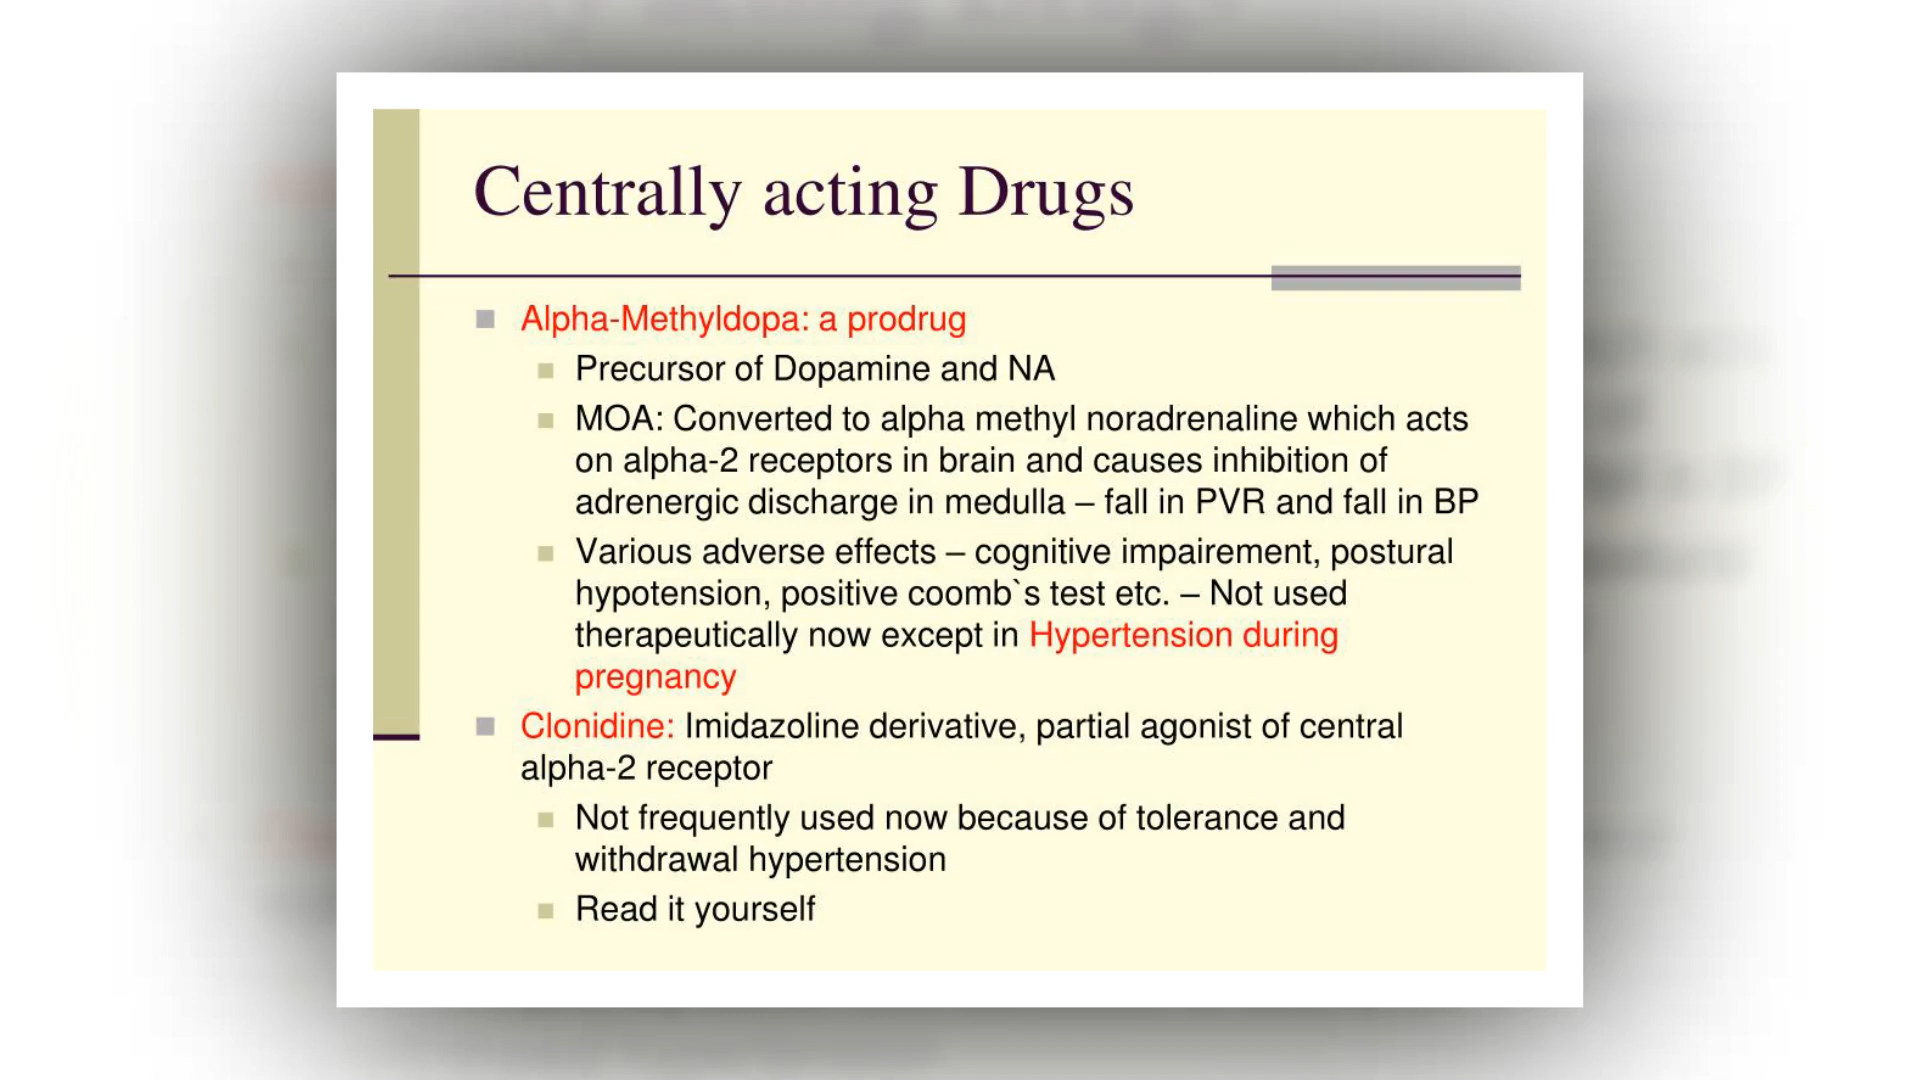 Centrally acting Drugs
Alpha-Methyldopa: a prodrug
Precursor of Dopamine and NA
MOA: Converted to alpha methyl noradrenaline which acts
on alpha-2 receptors in brain and causes inhibition of
adrenergic discharge in medulla – fall in PVR and fall in BP
Various adverse effects – cognitive impairement, postural
hypotension, positive coomb`s test etc. – Not used
therapeutically now except in Hypertension during
pregnancy
Clonidine: Imidazoline derivative, partial agonist of central
alpha-2 receptor
Not frequently used now because of tolerance and
withdrawal hypertension
Read it yourself